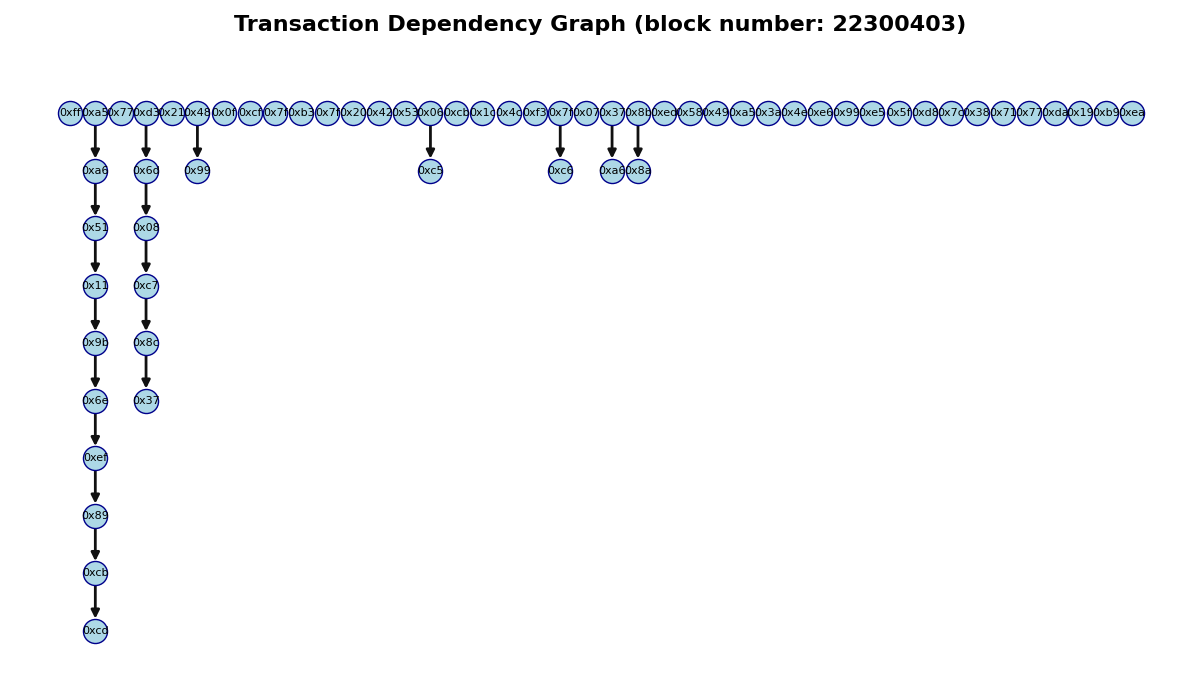 Transaction Dependency Graph (block number: 22300403)
0xff 0xa5 0x77 0xd3 0x21 0x48 0x0f 0xcf 0x7f 0xb3 0x7f 0x20 0x42 0x53 0x06 0xcb 0x1c 0x4c 0xf3 0x7f 0x07 0x37 0x8b 0xed 0x58 0x49 0xa5 0x3a 0x4e 0xe6 0x99 0xe5 0x5f 0xd8 0x7c 0x38 0x71 0x77 0xda 0x19 0xb9 0xea
0xa6 0x6d 0x99 0xc5 0xc6 0xa6 0x8a
0x51 0x08
0x11 0xc7
0x9b 0x8c
0x6e 0x37
0xef
0x89
0xcb
0xcd